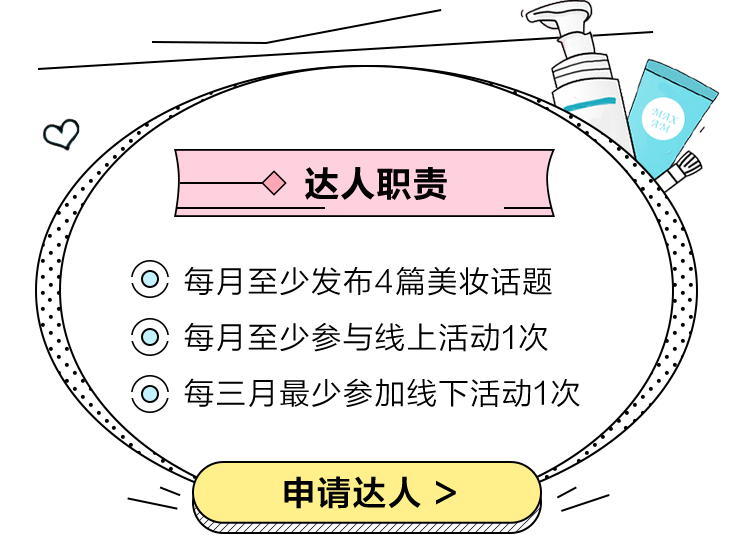 MAX
AM
达人职责
每月至少发布4篇美妆话题
每月至少参与线上活动1次
每三月最少参加线下活动1次
申请达人 >